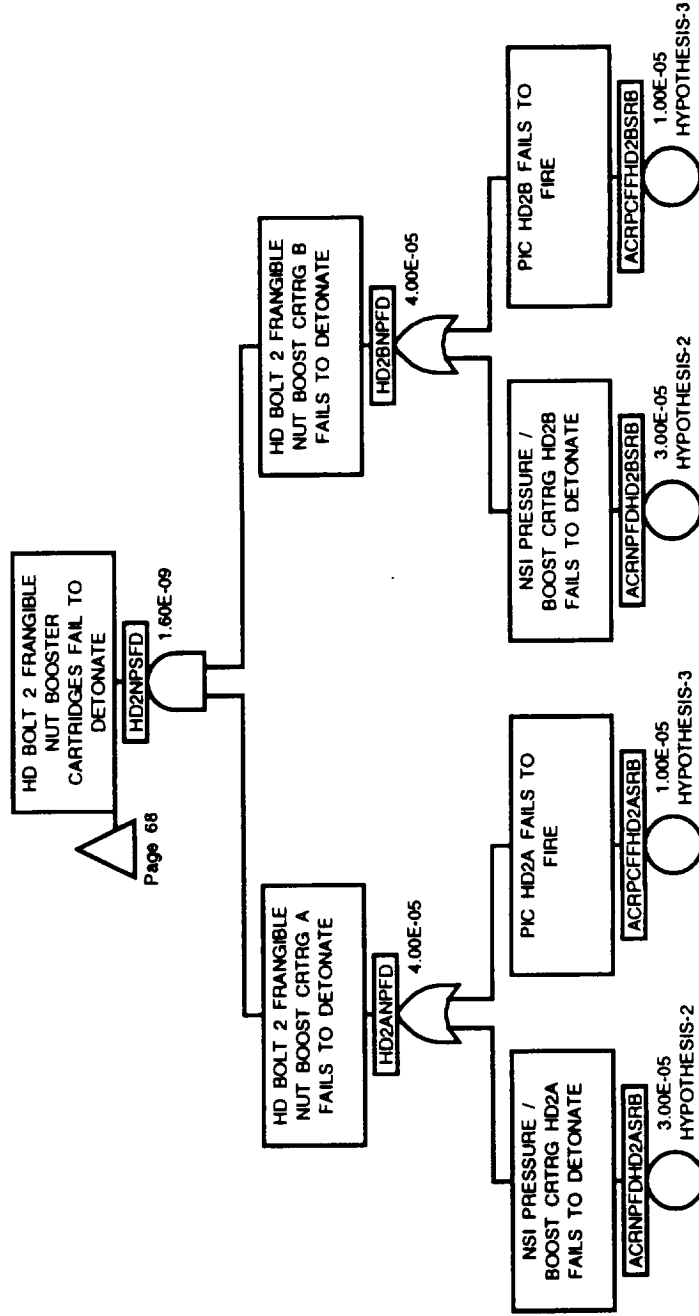 HD BOLT 2 FRANGIBLE
NUT BOOSTER
CARTRIDGES FAIL TO
DETONATE
HD2NPSFD
1.60E-09
Page 68
HD BOLT 2 FRANGIBLE
NUT BOOST CRTRG A
FAILS TO DETONATE
HD2ANPFD
4.00E-05
HD BOLT 2 FRANGIBLE
NUT BOOST CRTRG B
FAILS TO DETONATE
HD2BNPFD
4.00E-05
NSI PRESSURE /
BOOST CRTRG HD2A
FAILS TO DETONATE
ACRNPFDHD2ASRB
3.00E-05
HYPOTHESIS-2
PIC HD2A FAILS TO
FIRE
ACRPCFFHD2ASRB
1.00E-05
HYPOTHESIS-3
NSI PRESSURE /
BOOST CRTRG HD2B
FAILS TO DETONATE
ACRNPFDHD2BSRB
3.00E-05
HYPOTHESIS-2
PIC HD2B FAILS TO
FIRE
ACRPCFFHD2BSRB
1.00E-05
HYPOTHESIS-3